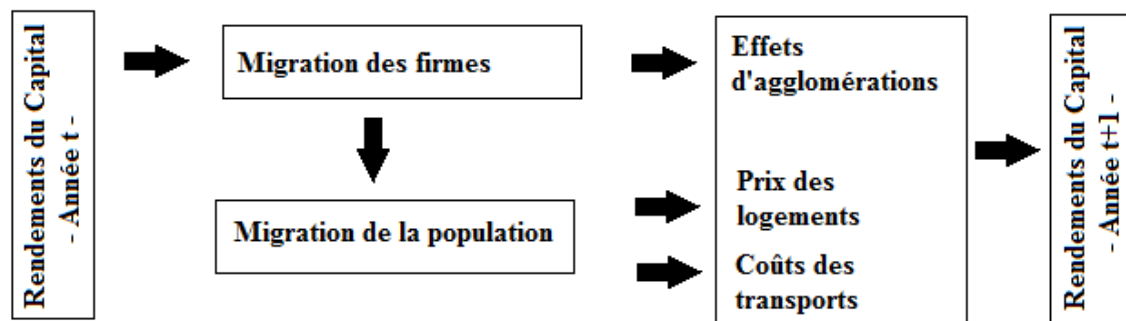 Rendements du Capital
- Année t -
Migration des firmes
Migration de la population
Effets
d'agglomérations
Prix des
logements
Coûts des
transports
Rendements du Capital
- Année t+1 -